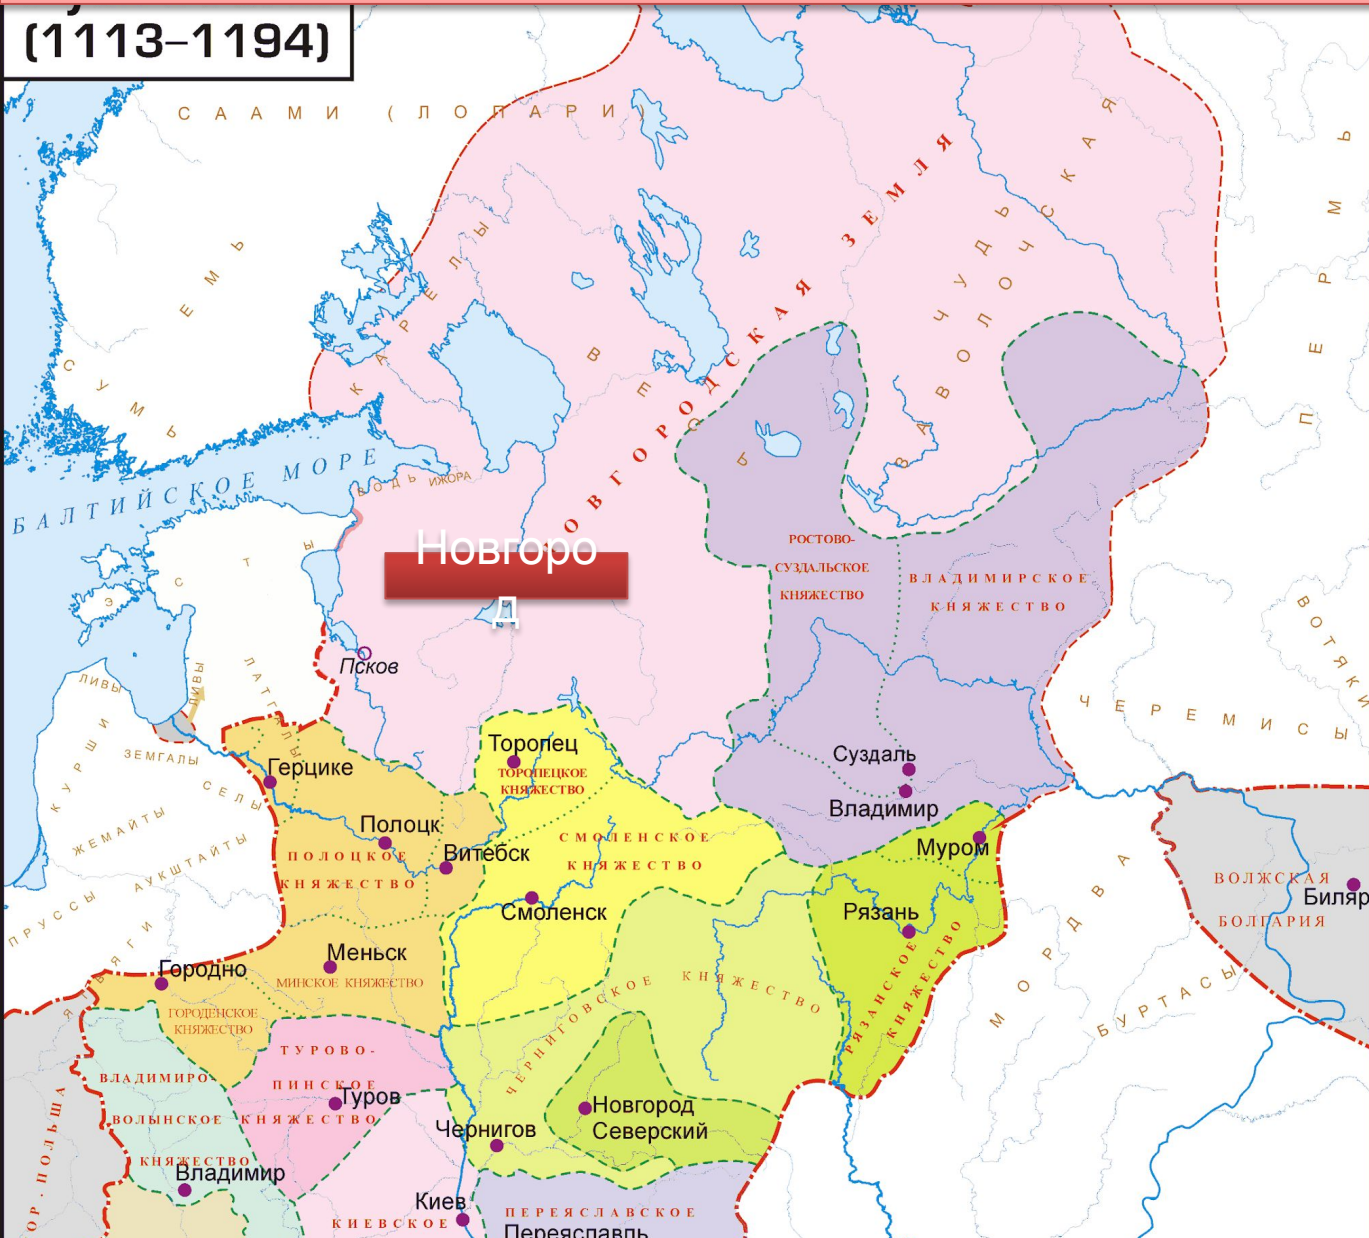 (1113–1194)
СААМИ (ЛОПАРИ)
ЕМЬ
СУМЬ
КАРЕЛЫ
ВЕСЬ
НОВГОРОДСКАЯ ЗЕМЛЯ
ЧУДЬ
ЗАВОЛОЧСКАЯ
ПЕРМЬ
БАЛТИЙСКОЕ МОРЕ
ВОДЬ ИЖОРА
ЭСТЫ
Новгоро
д
Псков
РОСТОВО-
СУЗДАЛЬСКОЕ
КНЯЖЕСТВО
ВЛАДИМИРСКОЕ
КНЯЖЕСТВО
ВОТЯКИ
ЧЕРЕМИСЫ
ЛИВЫ
ЛИВЫ
ЛАТГАЛЫ
КУРШИ
ЗЕМГАЛЫ
СЕЛЫ
ЖЕМАЙТЫ
АУКШТАЙТЫ
ПРУССЫ
ЯТВЯГИ
Герцике
Торопец
ТОРОПЕЦКОЕ
КНЯЖЕСТВО
Суздаль
Владимир
Полоцк
Витебск
ПОЛОЦКОЕ
КНЯЖЕСТВО
СМОЛЕНСКОЕ
КНЯЖЕСТВО
Смоленск
Муром
Рязань
РЯЗАНСКОЕ
КНЯЖЕСТВО
МОРДВА
БУРТАСЫ
ВОЛЖСКАЯ
БОЛГАРИЯ
Биляр
Меньск
МИНСКОЕ КНЯЖЕСТВО
Городно
ГОРОДЕНСКОЕ
КНЯЖЕСТВО
ЧЕРНИГОВСКОЕ КНЯЖЕСТВО
ТУРОВО-
ПИНСКОЕ
КНЯЖЕСТВО
Туров
ВЛАДИМИРО-
ВОЛЫНСКОЕ
КНЯЖЕСТВО
Владимир
Новгород
Северский
Чернигов
Киев
КИЕВСКОЕ
ПЕРЕЯСЛАВСКОЕ
Переяславль
ПОЛЬША